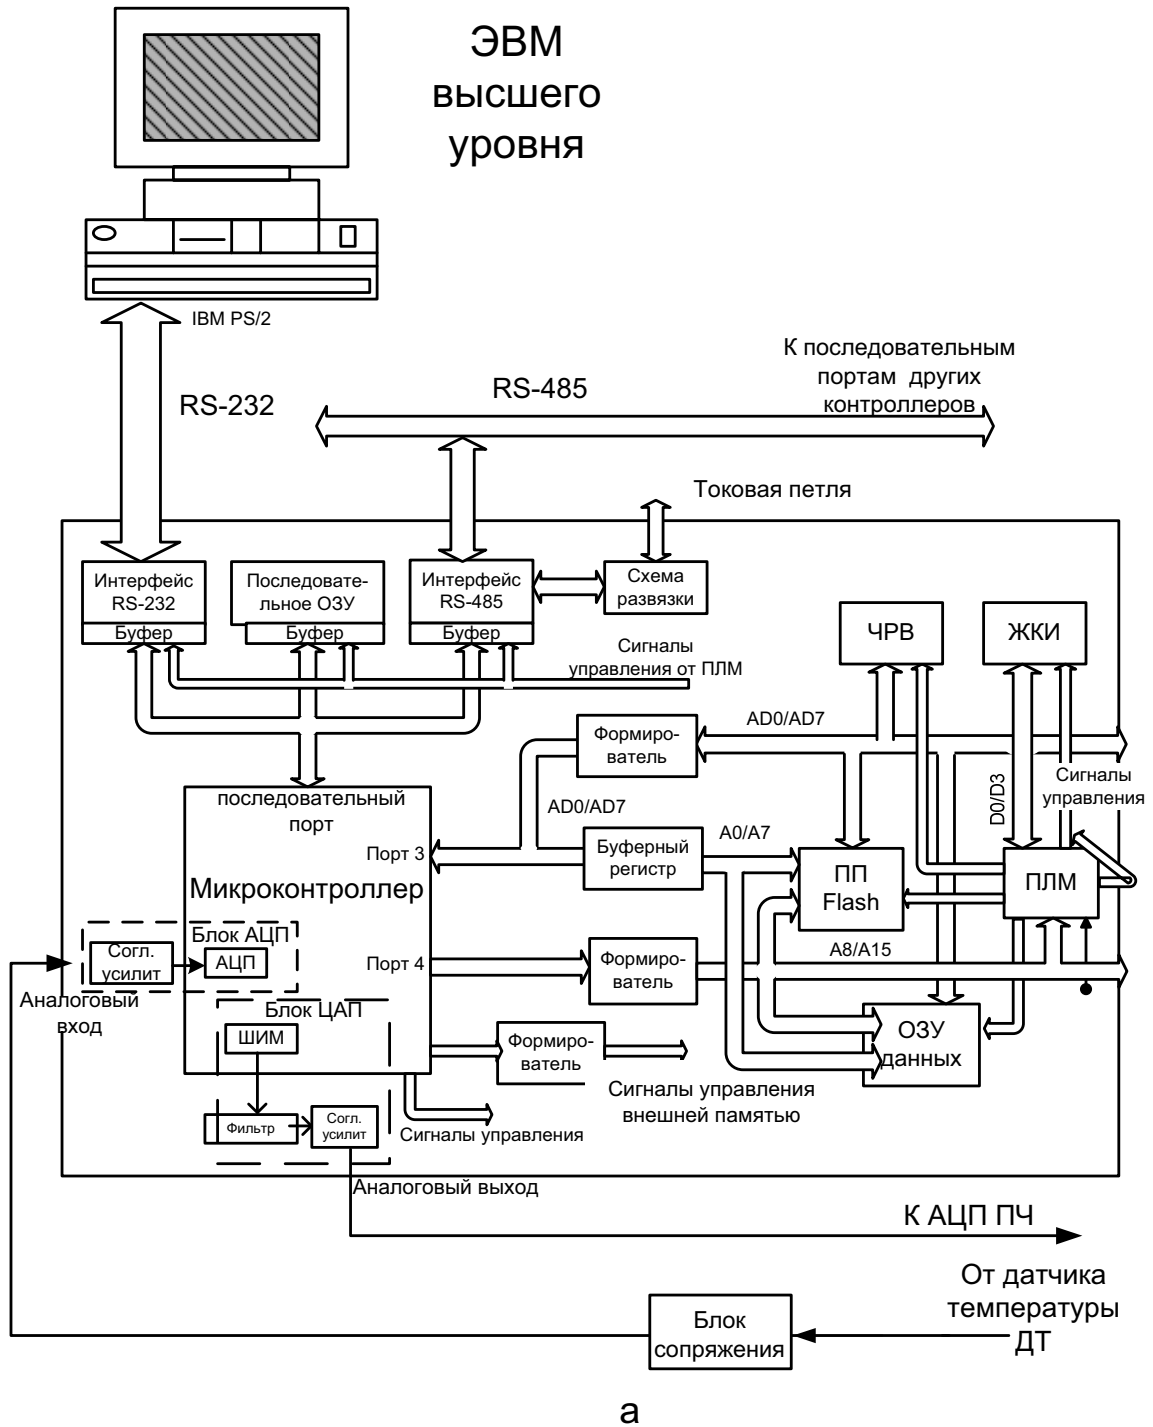 ЭВМ
высшего
уровня
IBM PS/2
RS-232
RS-485
К последовательным
портам других
контроллеров
Токовая петля
Интерфейс
RS-232
Буфер
Последовате-
льное ОЗУ
Буфер
Интерфейс
RS-485
Буфер
Схема
развязки
Сигналы
управления от ПЛМ
ЧРВ
ЖКИ
AD0/AD7
Формиро-
ватель
AD0/AD7
D0/D3
Сигналы
управления
последовательный
порт
Порт 3
Микроконтроллер
Буферный
регистр
A0/A7
ПП
Flash
ПЛМ
Блок АЦП
Согл.
усилит
АЦП
Порт 4
Формиро-
ватель
A8/A15
Аналоговый
вход
Блок ЦАП
ШИМ
Формиро-
ватель
ОЗУ
данных
Сигналы управления
внешней памятью
Фильтр
Согл.
усилит
Сигналы управления
Аналоговый выход
К АЦП ПЧ
От датчика
температуры
ДТ
Блок
сопряжения
а